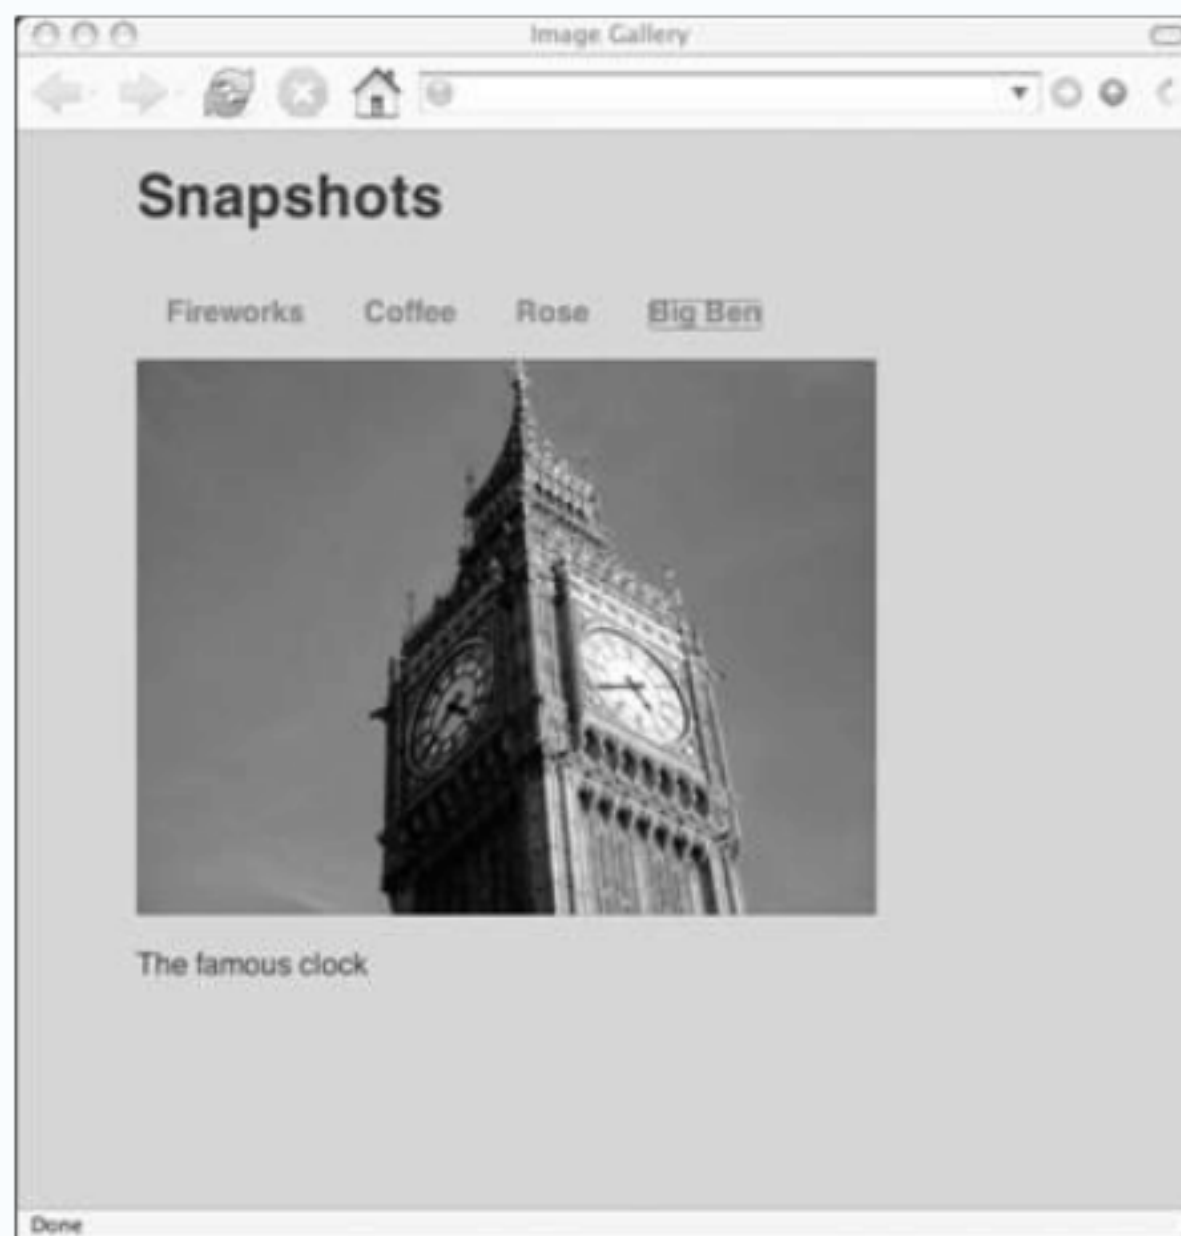 Image Gallery
Snapshots
Fireworks Coffee Rose Big Ben
The famous clock
Done